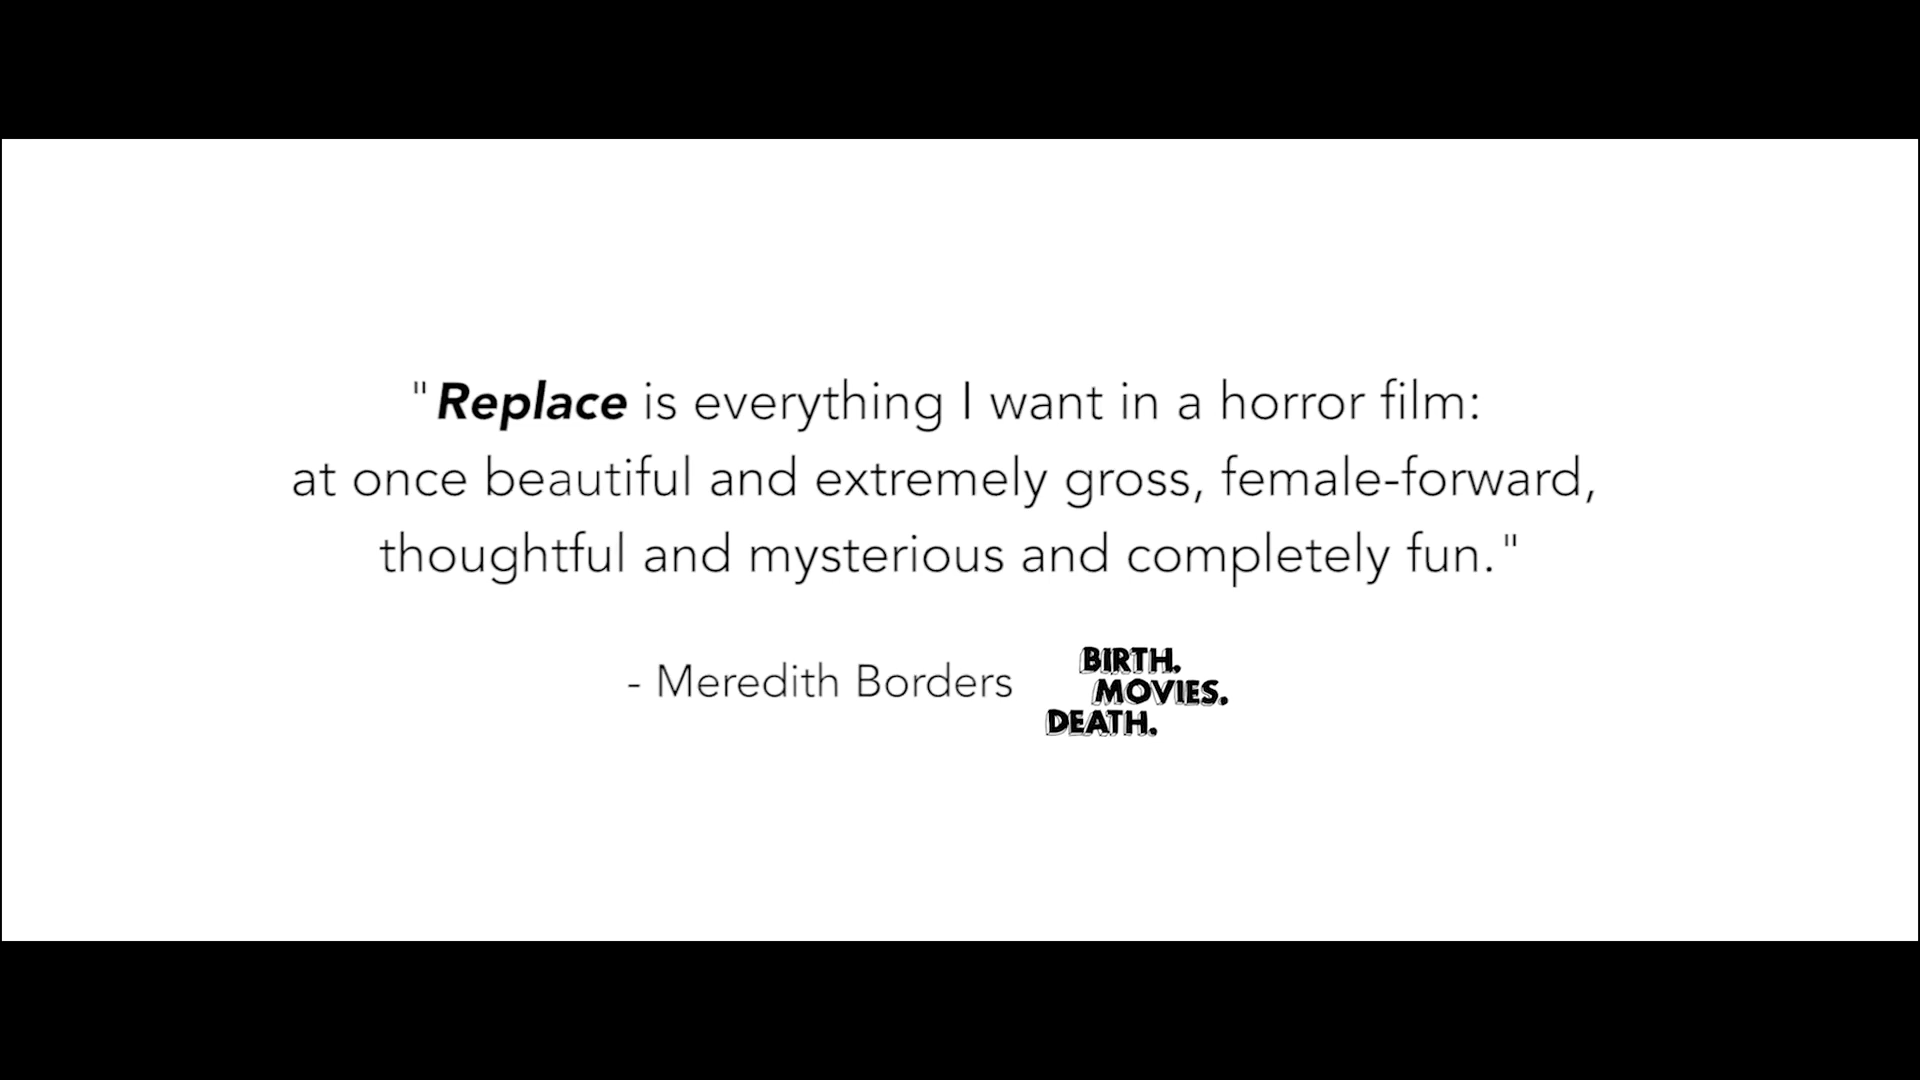 "Replace is everything I want in a horror film:
at once beautiful and extremely gross, female-forward,
thoughtful and mysterious and completely fun."
- Meredith Borders
BIRTH.
MOVIES.
DEATH.